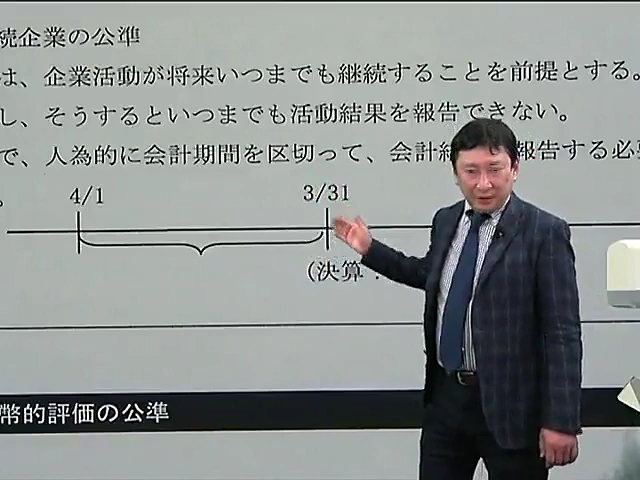 続企業の公準
は、企業活動が将来いつまでも継続することを前提とする。
し、そうするといつまでも活動結果を報告できない。
で、人為的に会計期間を区切って、会計 報告する必
。
4/1 3/31
(決算：
幣的評価の公準